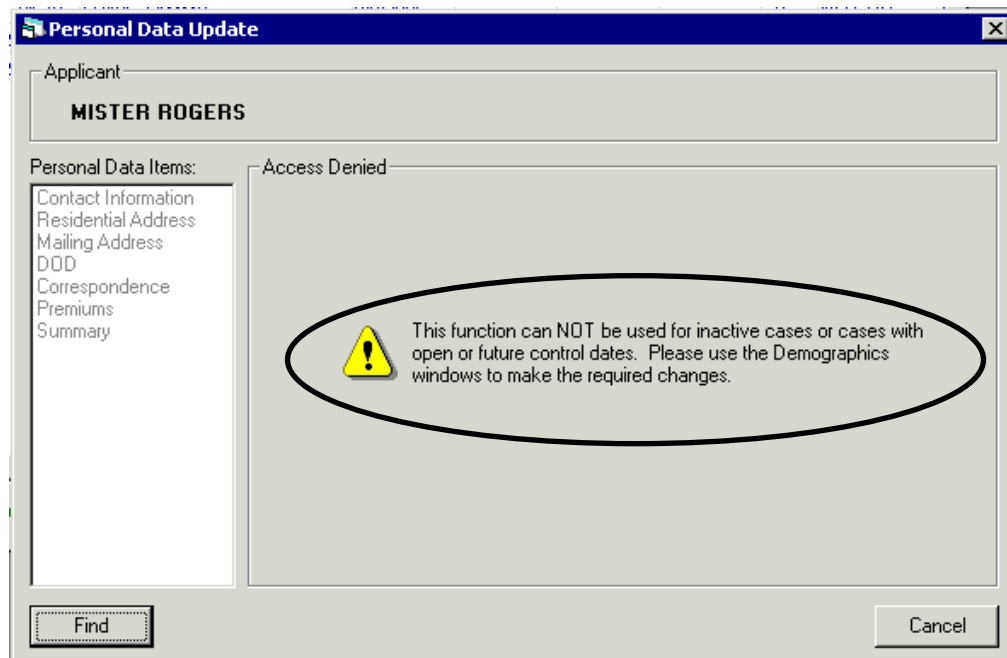 Personal Data Update
Applicant
MISTER ROGERS
Personal Data Items:
Access Denied
Contact Information
Residential Address
Mailing Address
DOD
Correspondence
Premiums
Summary
This function can NOT be used for inactive cases or cases with
open or future control dates.  Please use the Demographics
windows to make the required changes.
Find
Cancel